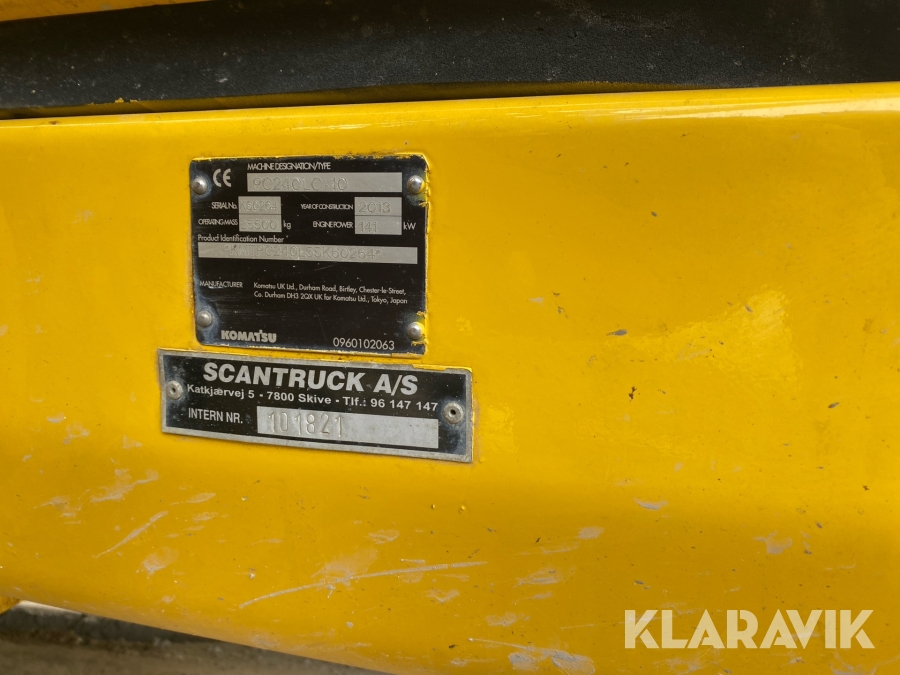 CE MACHINE DESIGNATION/TYPE
SERIAL No. YEAR OF CONSTRUCTION 2013
OPERATING MASS kg ENGINE POWER 141 kW
Product Identification Number
MANUFACTURER Komatsu UK Ltd., Durham Road, Birtley, Chester-le-Street,
Co. Durham DH3 2QX UK for Komatsu Ltd., Tokyo, Japan
KOMATSU 0960102063
SCANTRUCK A/S
Katkjærvej 5 - 7800 Skive - Tlf.: 96 147 147
INTERN NR. 101821
KLARAVIK